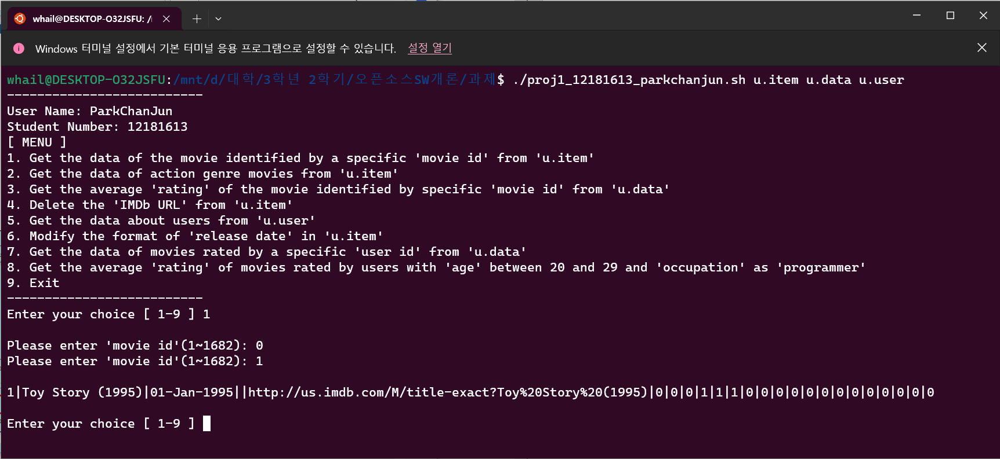 whail@DESKTOP-O32JSFU: /
Windows 터미널 설정에서 기본 터미널 응용 프로그램으로 설정할 수 있습니다. 설정 열기
whail@DESKTOP-O32JSFU:/mnt/d/대학/3학년 2학기/오픈소스SW개론/과제$ ./proj1_12181613_parkchanjun.sh u.item u.data u.user
--------------------------
User Name: ParkChanJun
Student Number: 12181613
[ MENU ]
1. Get the data of the movie identified by a specific 'movie id' from 'u.item'
2. Get the data of action genre movies from 'u.item'
3. Get the average 'rating' of the movie identified by specific 'movie id' from 'u.data'
4. Delete the 'IMDb URL' from 'u.item'
5. Get the data about users from 'u.user'
6. Modify the format of 'release date' in 'u.item'
7. Get the data of movies rated by a specific 'user id' from 'u.data'
8. Get the average 'rating' of movies rated by users with 'age' between 20 and 29 and 'occupation' as 'programmer'
9. Exit
--------------------------
Enter your choice [ 1-9 ] 1
Please enter 'movie id'(1~1682): 0
Please enter 'movie id'(1~1682): 1
1|Toy Story (1995)|01-Jan-1995||http://us.imdb.com/M/title-exact?Toy%20Story%20(1995)|0|0|0|1|1|1|0|0|0|0|0|0|0|0|0|0|0|0|0
Enter your choice [ 1-9 ]